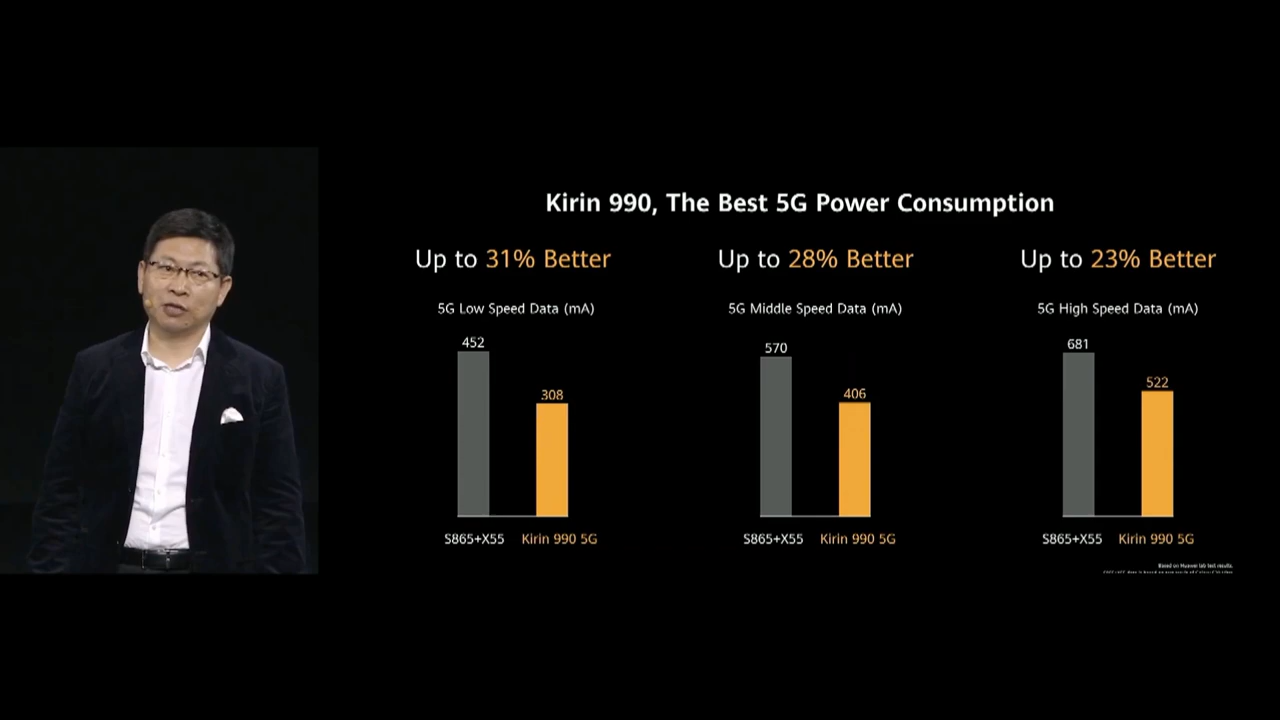 Kirin 990, The Best 5G Power Consumption
Up to 31% Better
Up to 28% Better
Up to 23% Better
5G Low Speed Data (mA)
5G Middle Speed Data (mA)
5G High Speed Data (mA)
452
308
570
406
681
522
S865+X55 Kirin 990 5G
S865+X55 Kirin 990 5G
S865+X55 Kirin 990 5G
Based on Huawei lab test results.